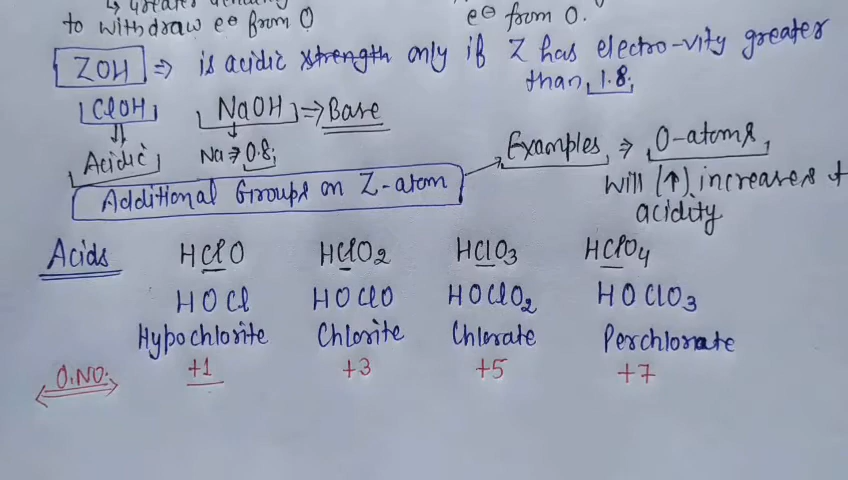 to withdraw e⊖ from O
e⊖ from O.
ZOH ⇒ is acidic strength only if Z has electro-vity greater
than 1.8;
ClOH NaOH ⇒ Base
Acidic Na ⇒ 0.8;
Examples ⇒ O-atoms
Additional Groups on Z-atom
will (↑) increases
acidity
Acids HClO HClO2 HClO3 HClO4
HOCl HOClO HOClO2 HOClO3
Hypochlorite Chlorite Chlorate Perchlorate
O.NO: +1 +3 +5 +7